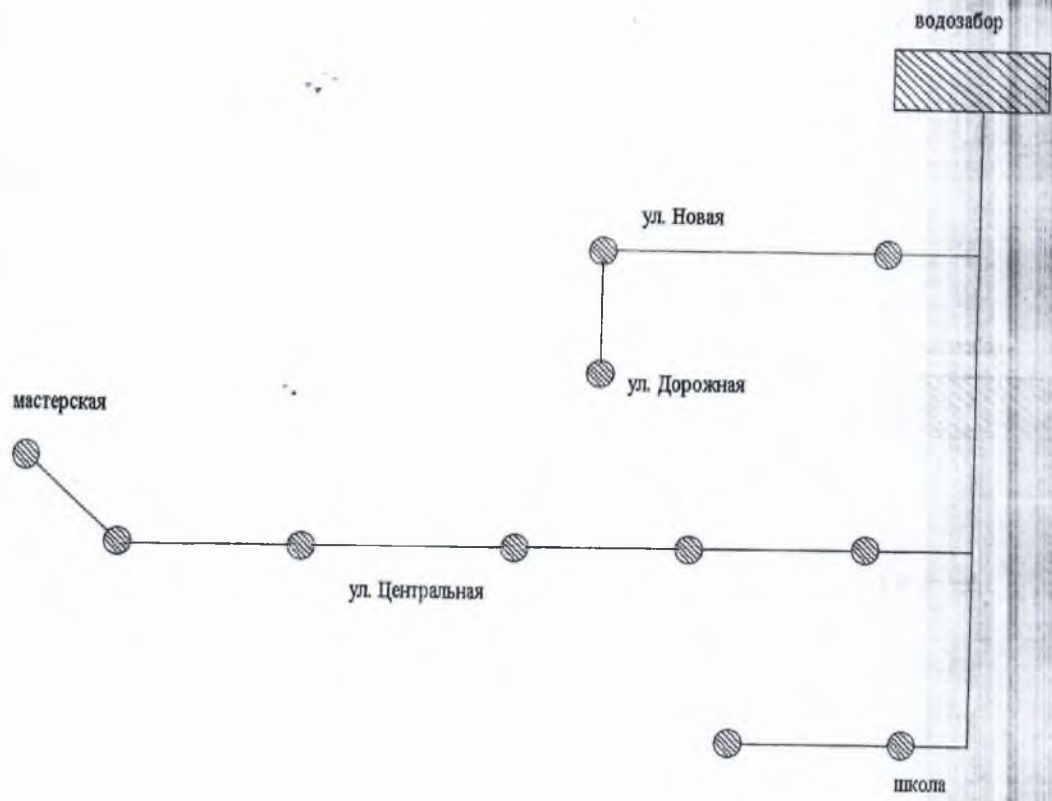 водозабор
ул. Новая
ул. Дорожная
мастерская
ул. Центральная
школа